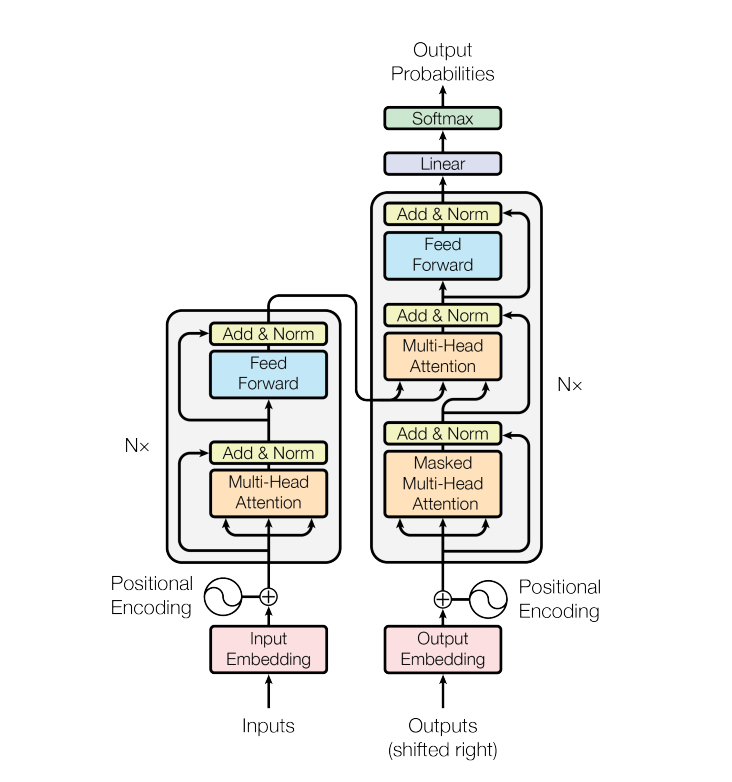 Output
Probabilities
Softmax
Linear
Add & Norm
Feed
Forward
Add & Norm
Multi-Head
Attention
Add & Norm
Masked
Multi-Head
Attention
Nx
Add & Norm
Feed
Forward
Add & Norm
Multi-Head
Attention
Nx
Positional
Encoding
Positional
Encoding
Input
Embedding
Output
Embedding
Inputs
Outputs
(shifted right)